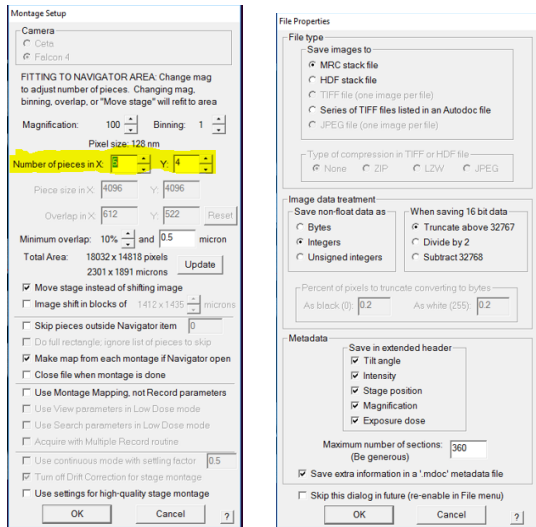 Montage Setup
Camera
Ceta
Falcon 4
FITTING TO NAVIGATOR AREA: Change mag
to adjust number of pieces. Changing mag,
binning, overlap, or "Move stage" will refit to area
Magnification: 100 Binning: 1
Pixel size: 128 nm
Number of pieces in X: 5 Y: 4
Piece size in X: 4096 Y: 4096
Overlap in X: 612 Y: 522 Reset
Minimum overlap: 10% and 0.5 micron
Total Area: 18032 x 14818 pixels
2301 x 1891 microns Update
Move stage instead of shifting image
Image shift in blocks of 1412 x 1435 microns
Skip pieces outside Navigator item 0
Do full rectangle; ignore list of pieces to skip
Make map from each montage if Navigator open
Close file when montage is done
Use Montage Mapping, not Record parameters
Use View parameters in Low Dose mode
Use Search parameters in Low Dose mode
Acquire with Multiple Record routine
Use continuous mode with settling factor 0.5
Turn off Drift Correction for stage montage
Use settings for high-quality stage montage
OK Cancel ?
File Properties
File type
Save images to
MRC stack file
HDF stack file
TIFF file (one image per file)
Series of TIFF files listed in an Autodoc file
JPEG file (one image per file)
Type of compression in TIFF or HDF file
None ZIP LZW JPEG
Image data treatment
Save non-float data as
Bytes
Integers
Unsigned integers
When saving 16 bit data
Truncate above 32767
Divide by 2
Subtract 32768
Percent of pixels to truncate converting to bytes
As black (0): 0.2 As white (255): 0.2
Metadata
Save in extended header
Tilt angle
Intensity
Stage position
Magnification
Exposure dose
Maximum number of sections: 360
(Be generous)
Save extra information in a '.mdoc' metadata file
Skip this dialog in future (re-enable in File menu)
OK Cancel ?